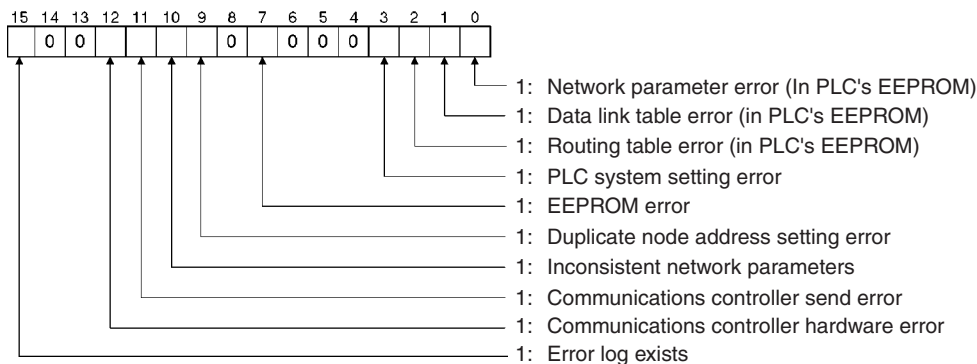 15 14 13 12 11 10 9 8 7 6 5 4 3 2 1 0
0 0 0 0 0 0
1: Network parameter error (In PLC's EEPROM)
1: Data link table error (in PLC's EEPROM)
1: Routing table error (in PLC's EEPROM)
1: PLC system setting error
1: EEPROM error
1: Duplicate node address setting error
1: Inconsistent network parameters
1: Communications controller send error
1: Communications controller hardware error
1: Error log exists